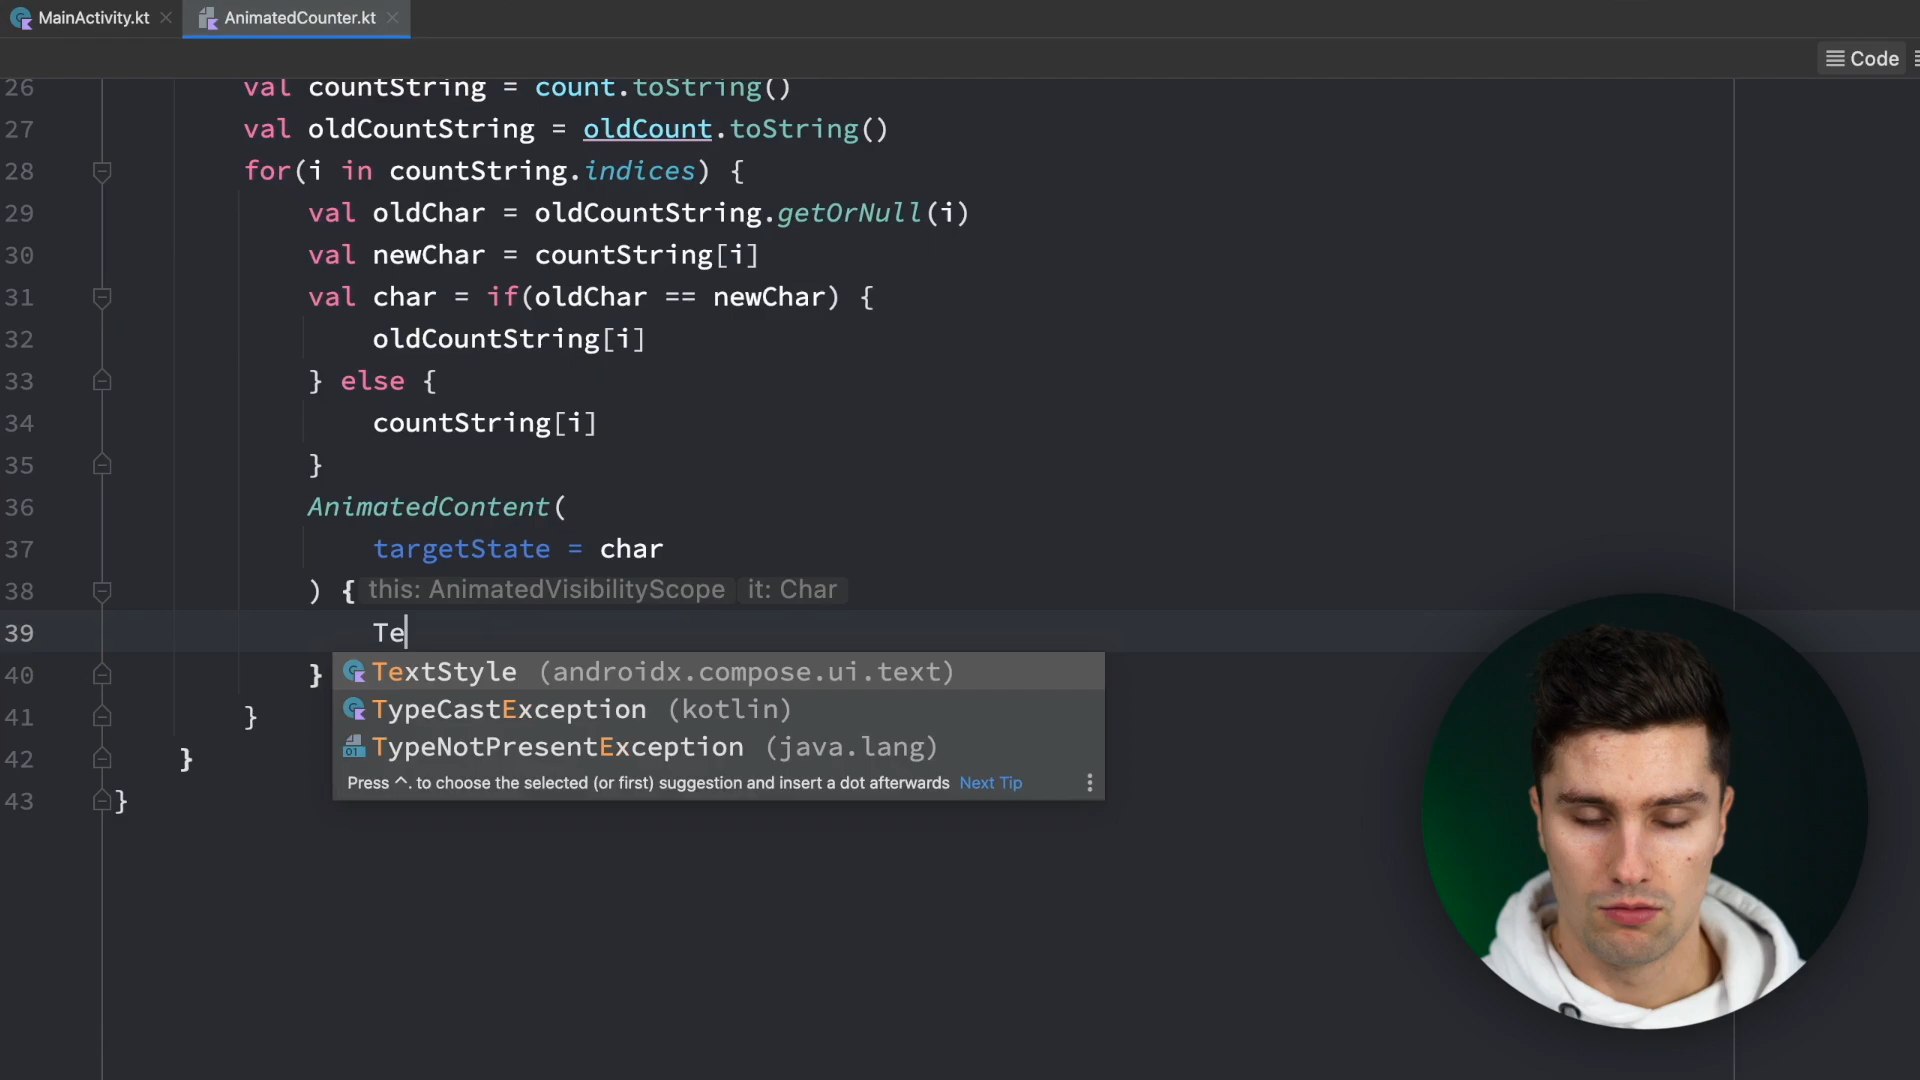 MainActivity.kt AnimatedCounter.kt
Code
26 val countString = count.toString()
27 val oldCountString = oldCount.toString()
28 for(i in countString.indices) {
29 val oldChar = oldCountString.getOrNull(i)
30 val newChar = countString[i]
31 val char = if(oldChar == newChar) {
32 oldCountString[i]
33 } else {
34 countString[i]
35 }
36 AnimatedContent(
37 targetState = char
38 ) { this: AnimatedVisibilityScope it: Char
39 Te
40 }
TextStyle (androidx.compose.ui.text)
TypeCastException (kotlin)
TypeNotPresentException (java.lang)
Press ^. to choose the selected (or first) suggestion and insert a dot afterwards Next Tip
41 }
42 }
43 }